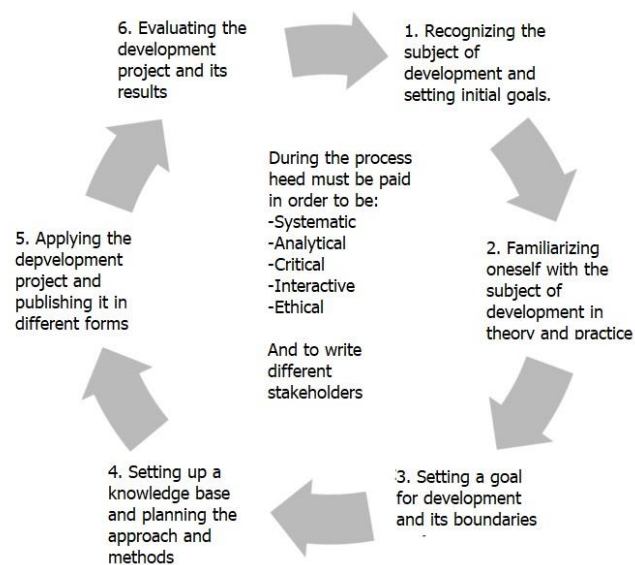 6. Evaluating the
development
project and its
results
1. Recognizing the
subject of
development and
setting initial goals.
During the process
heed must be paid
in order to be:
-Systematic
-Analytical
-Critical
-Interactive
-Ethical
And to write
different
stakeholders
2. Familiarizing
oneself with the
subject of
development in
theory and practice
3. Setting a goal
for development
and its boundaries
4. Setting up a
knowledge base
and planning the
approach and
methods
5. Applying the
depvelopment
project and
publishing it in
different forms